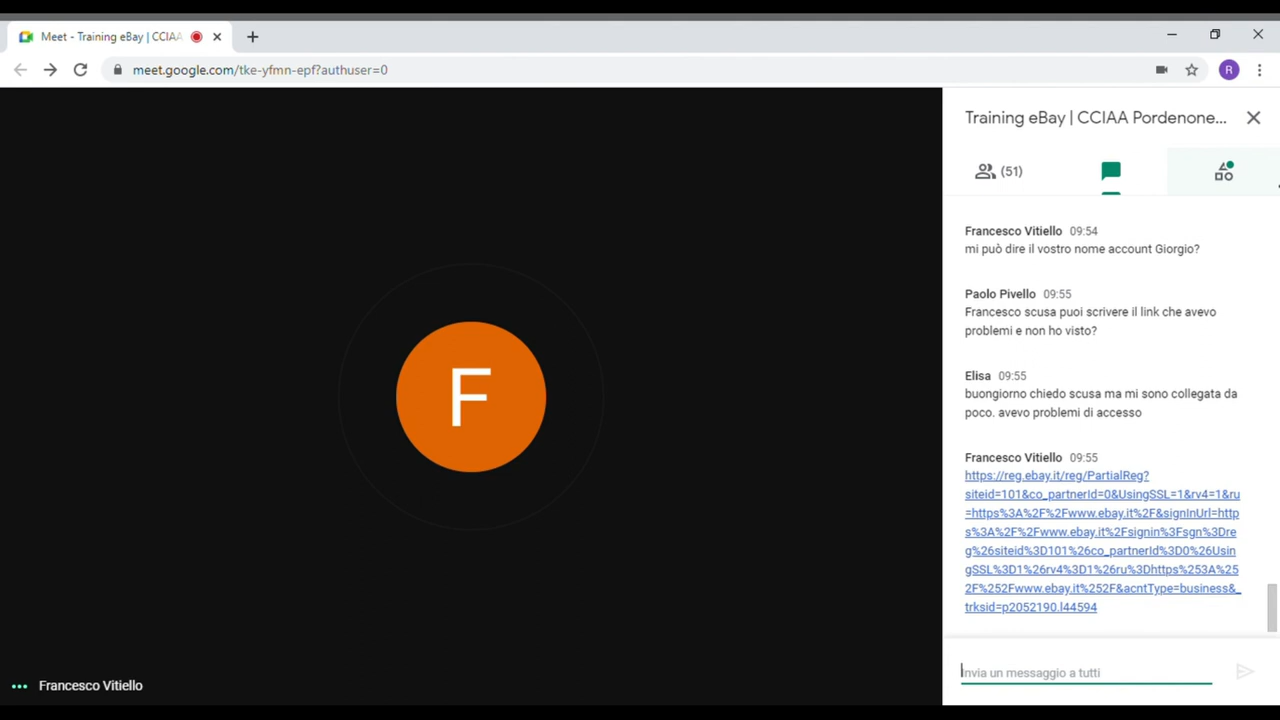 Meet - Training eBay | CCIAA
meet.google.com/tke-yfmn-epf?authuser=0
R
Training eBay | CCIAA Pordenone...
(51)
Francesco Vitiello 09:54
mi può dire il vostro nome account Giorgio?
Paolo Pivello 09:55
Francesco scusa puoi scrivere il link che avevo
problemi e non ho visto?
Elisa 09:55
buongiorno chiedo scusa ma mi sono collegata da
poco. avevo problemi di accesso
Francesco Vitiello 09:55
https://reg.ebay.it/reg/PartialReg?
siteid=101&co_partnerId=0&UsingSSL=1&rv4=1&ru
=https%3A%2F%2Fwww.ebay.it%2F&signInUrl=http
s%3A%2F%2Fwww.ebay.it%2Fsignin%3Fsgn%3Dre
g%26siteid%3D101%26co_partnerId%3D0%26Usin
gSSL%3D1%26rv4%3D1%26ru%3Dhttps%253A%25
2F%252Fwww.ebay.it%252F&acntType=business&_
trksid=p2052190.l44594
F
Francesco Vitiello
Invia un messaggio a tutti